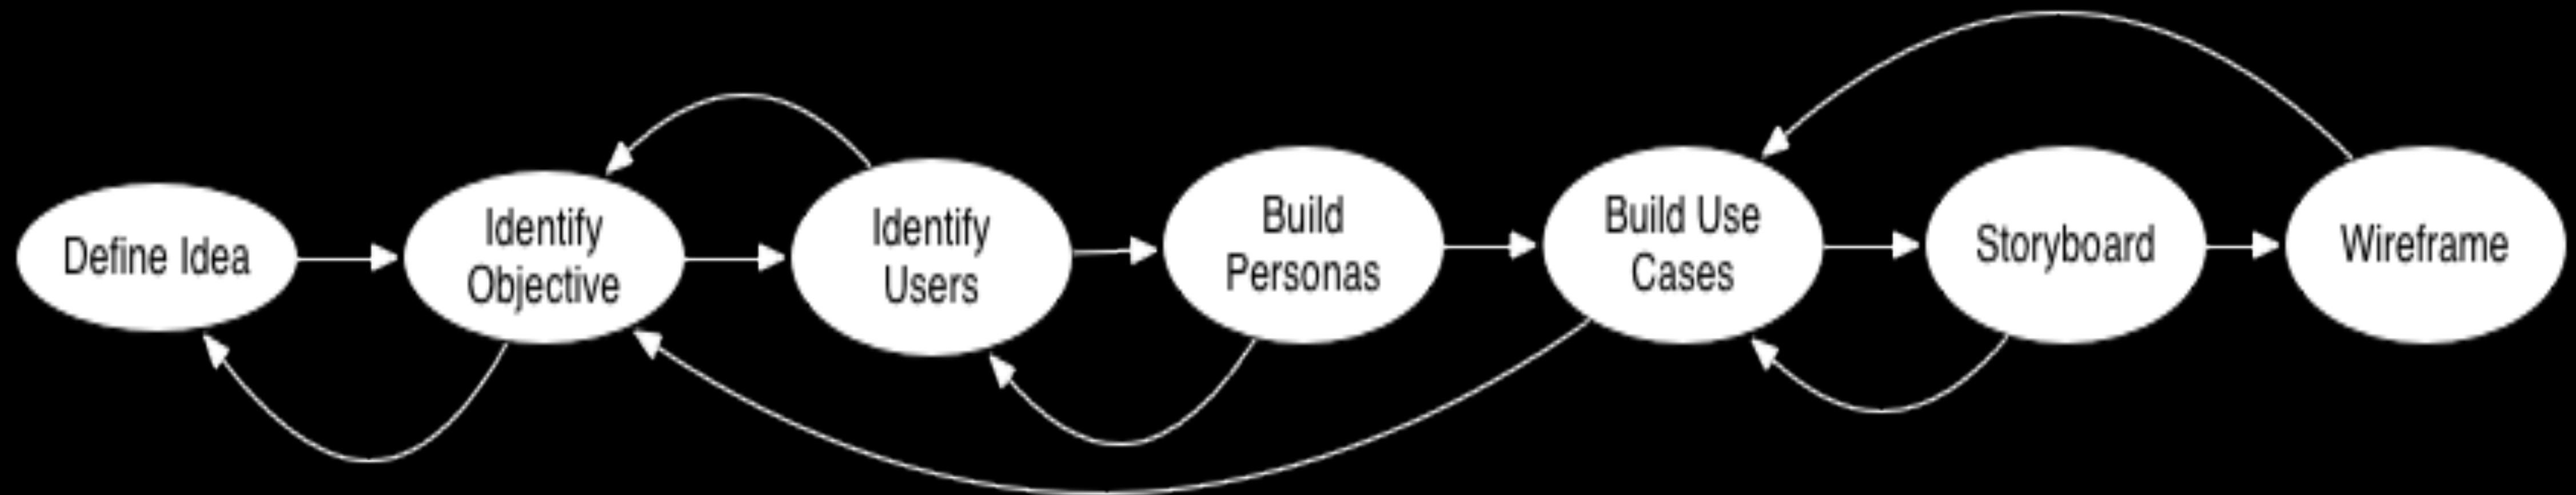 Define Idea
Identify
Objective
Identify
Users
Build
Personas
Build Use
Cases
Storyboard
Wireframe